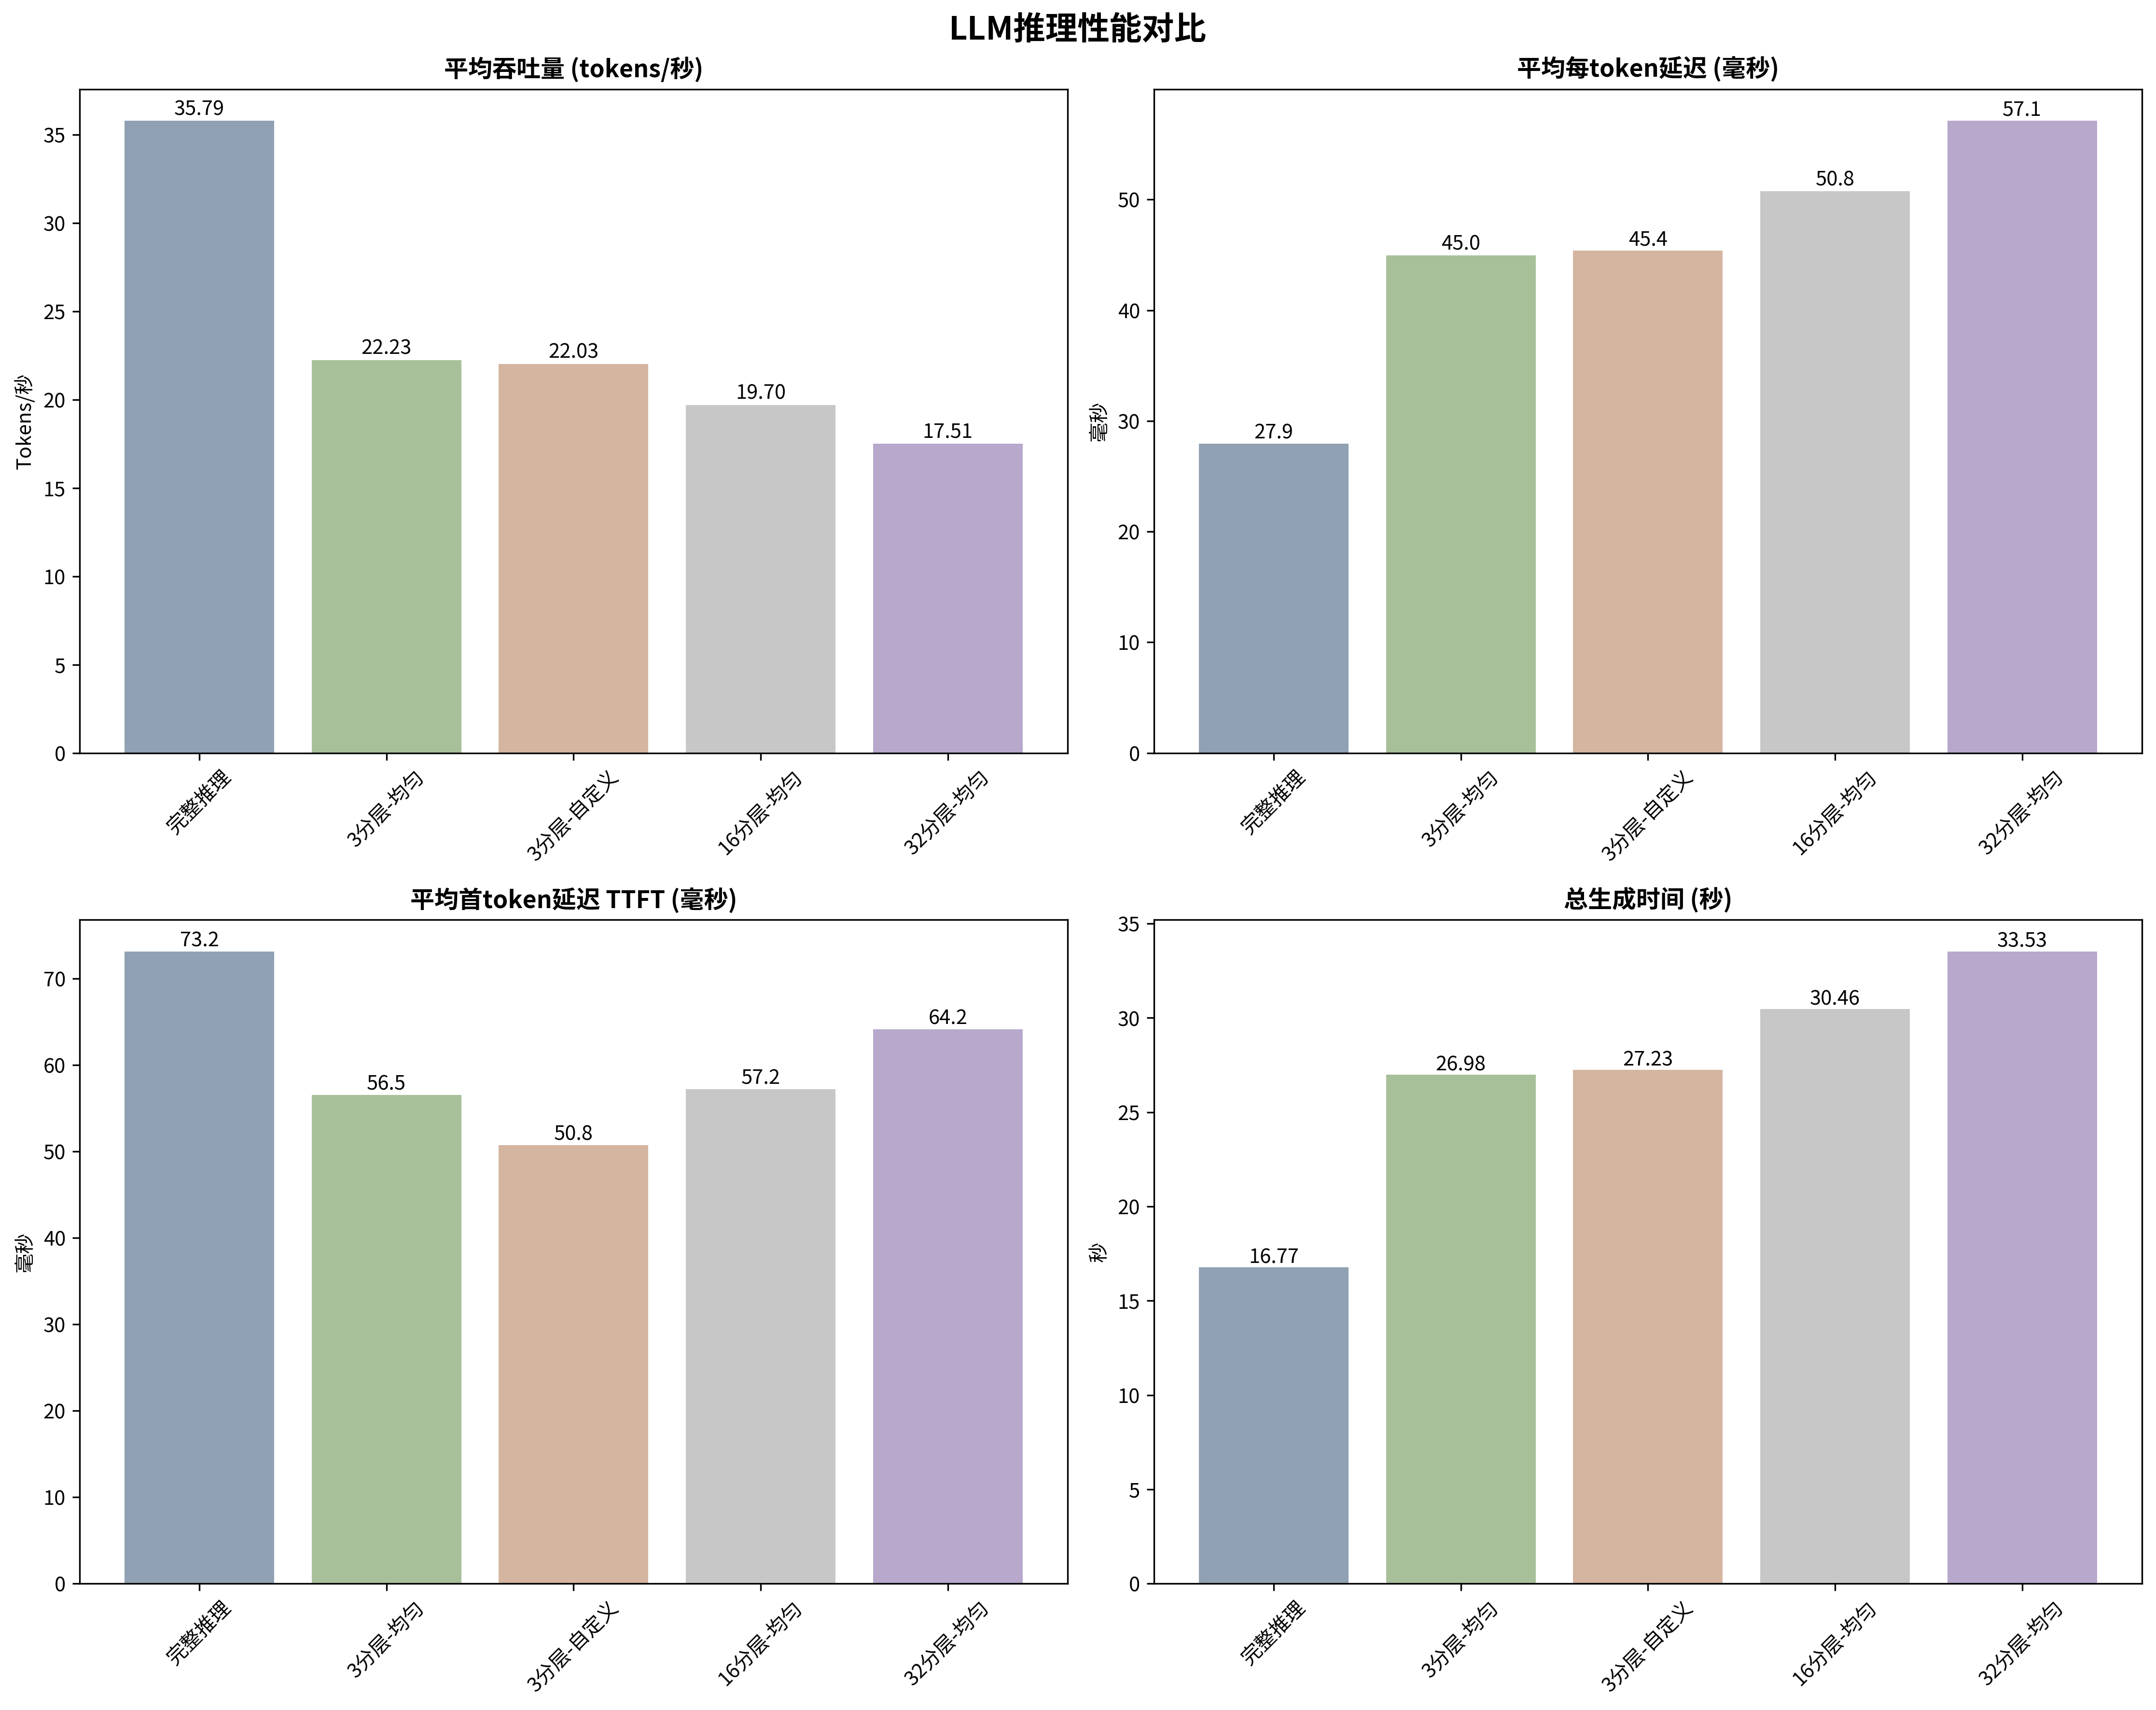 LLM推理性能对比
平均吞吐量 (tokens/秒)
Tokens/秒
35
30
25
20
15
10
5
0
35.79
22.23
22.03
19.70
17.51
完整推理
3分层-均匀
3分层-自定义
16分层-均匀
32分层-均匀
平均每token延迟 (毫秒)
毫秒
50
40
30
20
10
0
27.9
45.0
45.4
50.8
57.1
完整推理
3分层-均匀
3分层-自定义
16分层-均匀
32分层-均匀
平均首token延迟 TTFT (毫秒)
毫秒
70
60
50
40
30
20
10
0
73.2
56.5
50.8
57.2
64.2
完整推理
3分层-均匀
3分层-自定义
16分层-均匀
32分层-均匀
总生成时间 (秒)
秒
35
30
25
20
15
10
5
0
16.77
26.98
27.23
30.46
33.53
完整推理
3分层-均匀
3分层-自定义
16分层-均匀
32分层-均匀